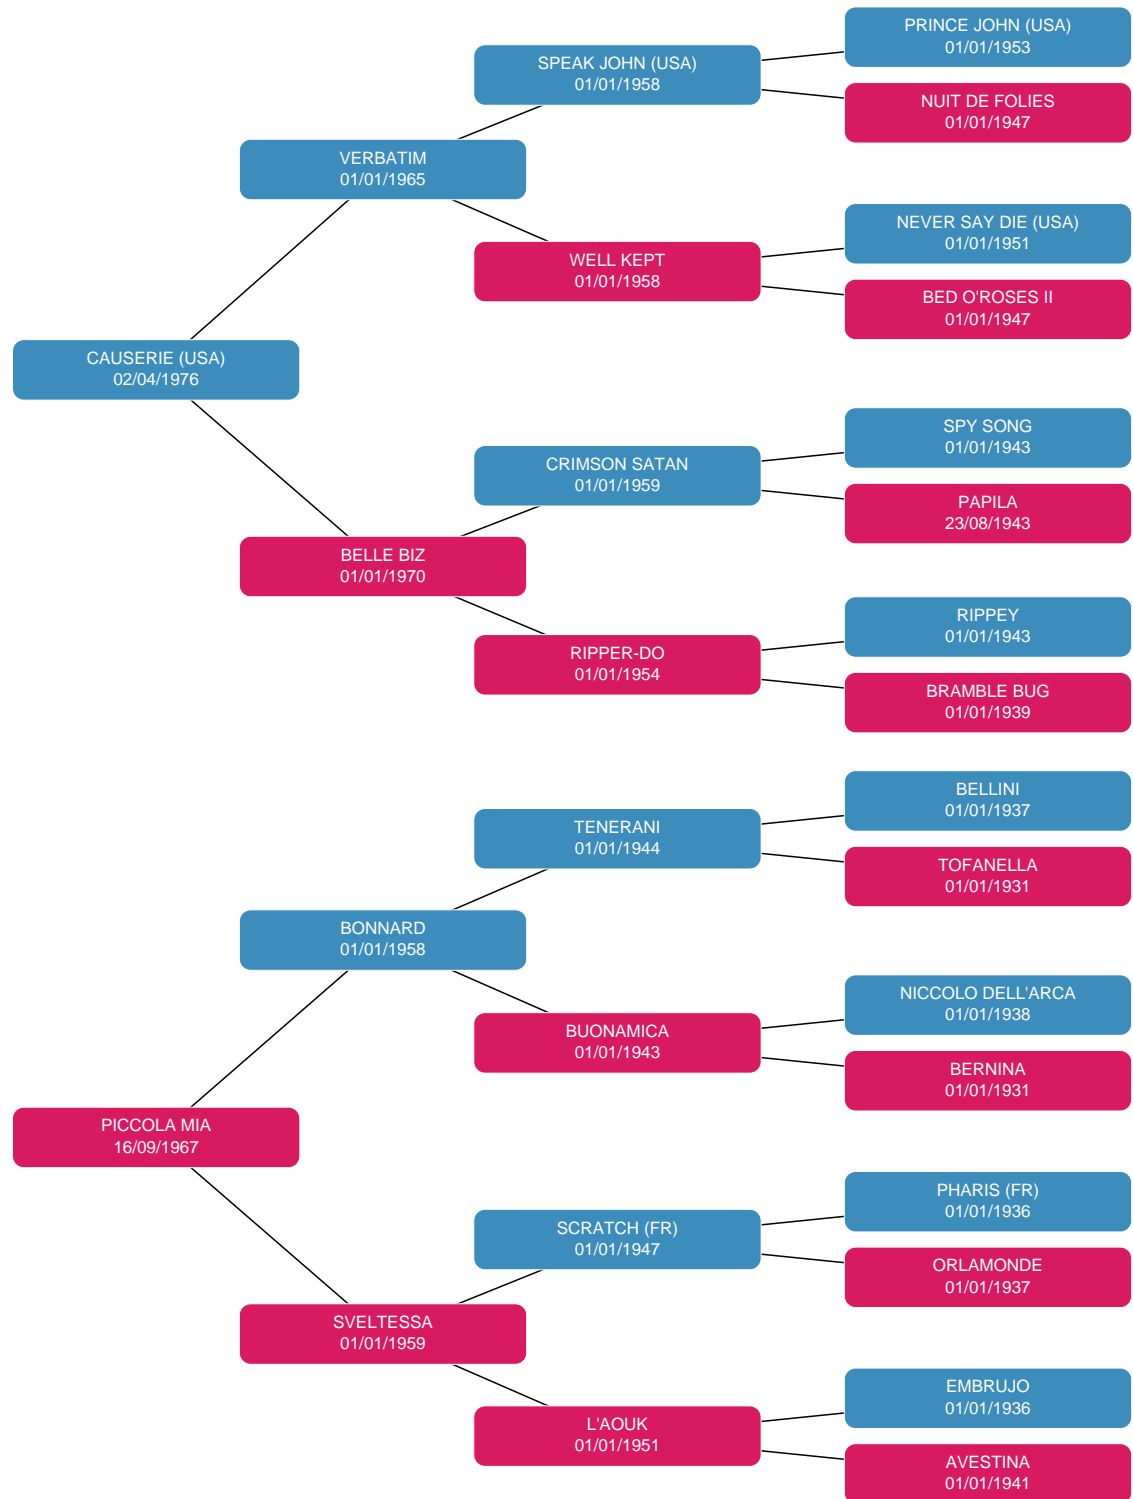 PRINCE JOHN (USA)
01/01/1953
SPEAK JOHN (USA)
01/01/1958
NUIT DE FOLIES
01/01/1947
VERBATIM
01/01/1965
NEVER SAY DIE (USA)
01/01/1951
WELL KEPT
01/01/1958
BED O'ROSES II
01/01/1947
CAUSERIE (USA)
02/04/1976
SPY SONG
01/01/1943
CRIMSON SATAN
01/01/1959
PAPILA
23/08/1943
BELLE BIZ
01/01/1970
RIPPEY
01/01/1943
RIPPER-DO
01/01/1954
BRAMBLE BUG
01/01/1939
BELLINI
01/01/1937
TENERANI
01/01/1944
TOFANELLA
01/01/1931
BONNARD
01/01/1958
NICCOLO DELL'ARCA
01/01/1938
BUONAMICA
01/01/1943
BERNINA
01/01/1931
PICCOLA MIA
16/09/1967
PHARIS (FR)
01/01/1936
SCRATCH (FR)
01/01/1947
ORLAMONDE
01/01/1937
SVELTESSA
01/01/1959
EMBRUJO
01/01/1936
L'AOUK
01/01/1951
AVESTINA
01/01/1941